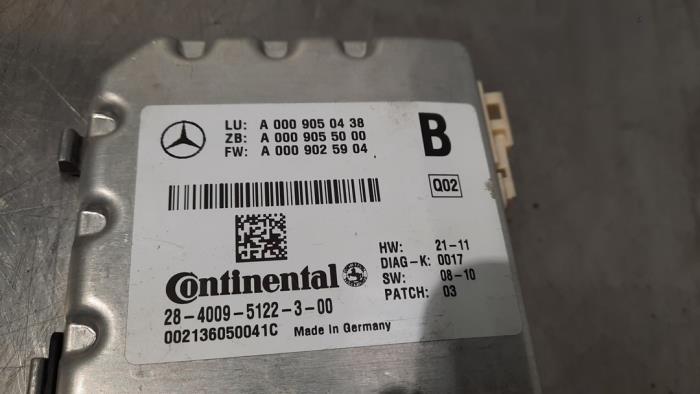 LU: A 000 905 04 38
ZB: A 000 905 50 00
FW: A 000 902 59 04
B
Q02
HW: 21-11
DIAG-K: 0017
SW: 08-10
PATCH: 03
Continental
28-4009-5122-3-00
002136050041C Made in Germany